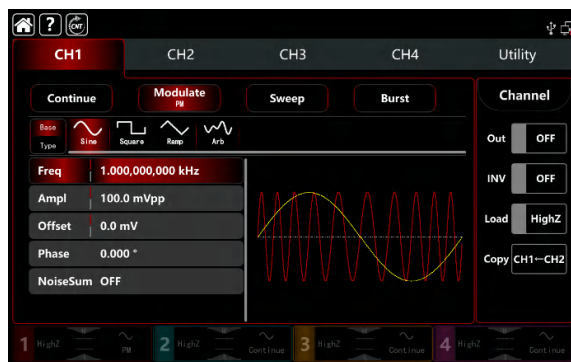 ? CNT
CH1 CH2 CH3 CH4 Utility
Continue Modulate PM Sweep Burst Channel
Base Type Sine Square Ramp Arb
Out OFF
Freq 1.000,000,000 kHz
INV OFF
Ampl 100.0 mVpp
Offset 0.0 mV
Load HighZ
Phase 0.000 °
Copy CH1←CH2
NoiseSum OFF
1 HighZ PM 2 HighZ Continue 3 HighZ Continue 4 HighZ Continue